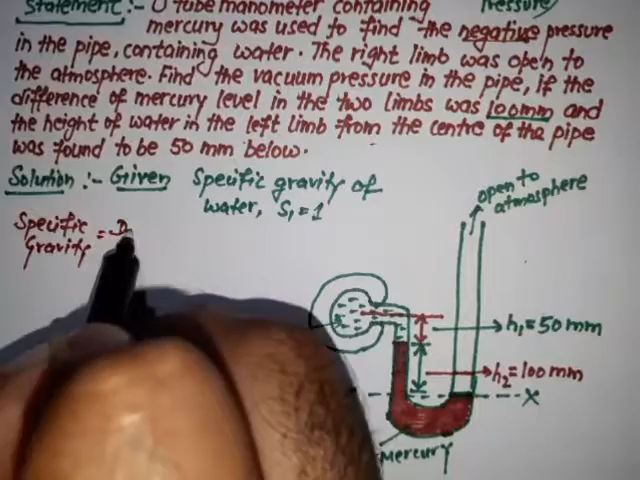 Statement :- U tube manometer containing
mercury was used to find the negative pressure
in the pipe, containing water. The right limb was open to
the atmosphere. Find the vacuum pressure in the pipe, if the
difference of mercury level in the two limbs was 100mm and
the height of water in the left limb from the centre of the pipe
was found to be 50 mm below.
Solution :- Given Specific gravity of
water, S₁ = 1
Specific
Gravity =
Pressure
open to
atmosphere
h₁ = 50 mm
h₂ = 100 mm
X
Mercury